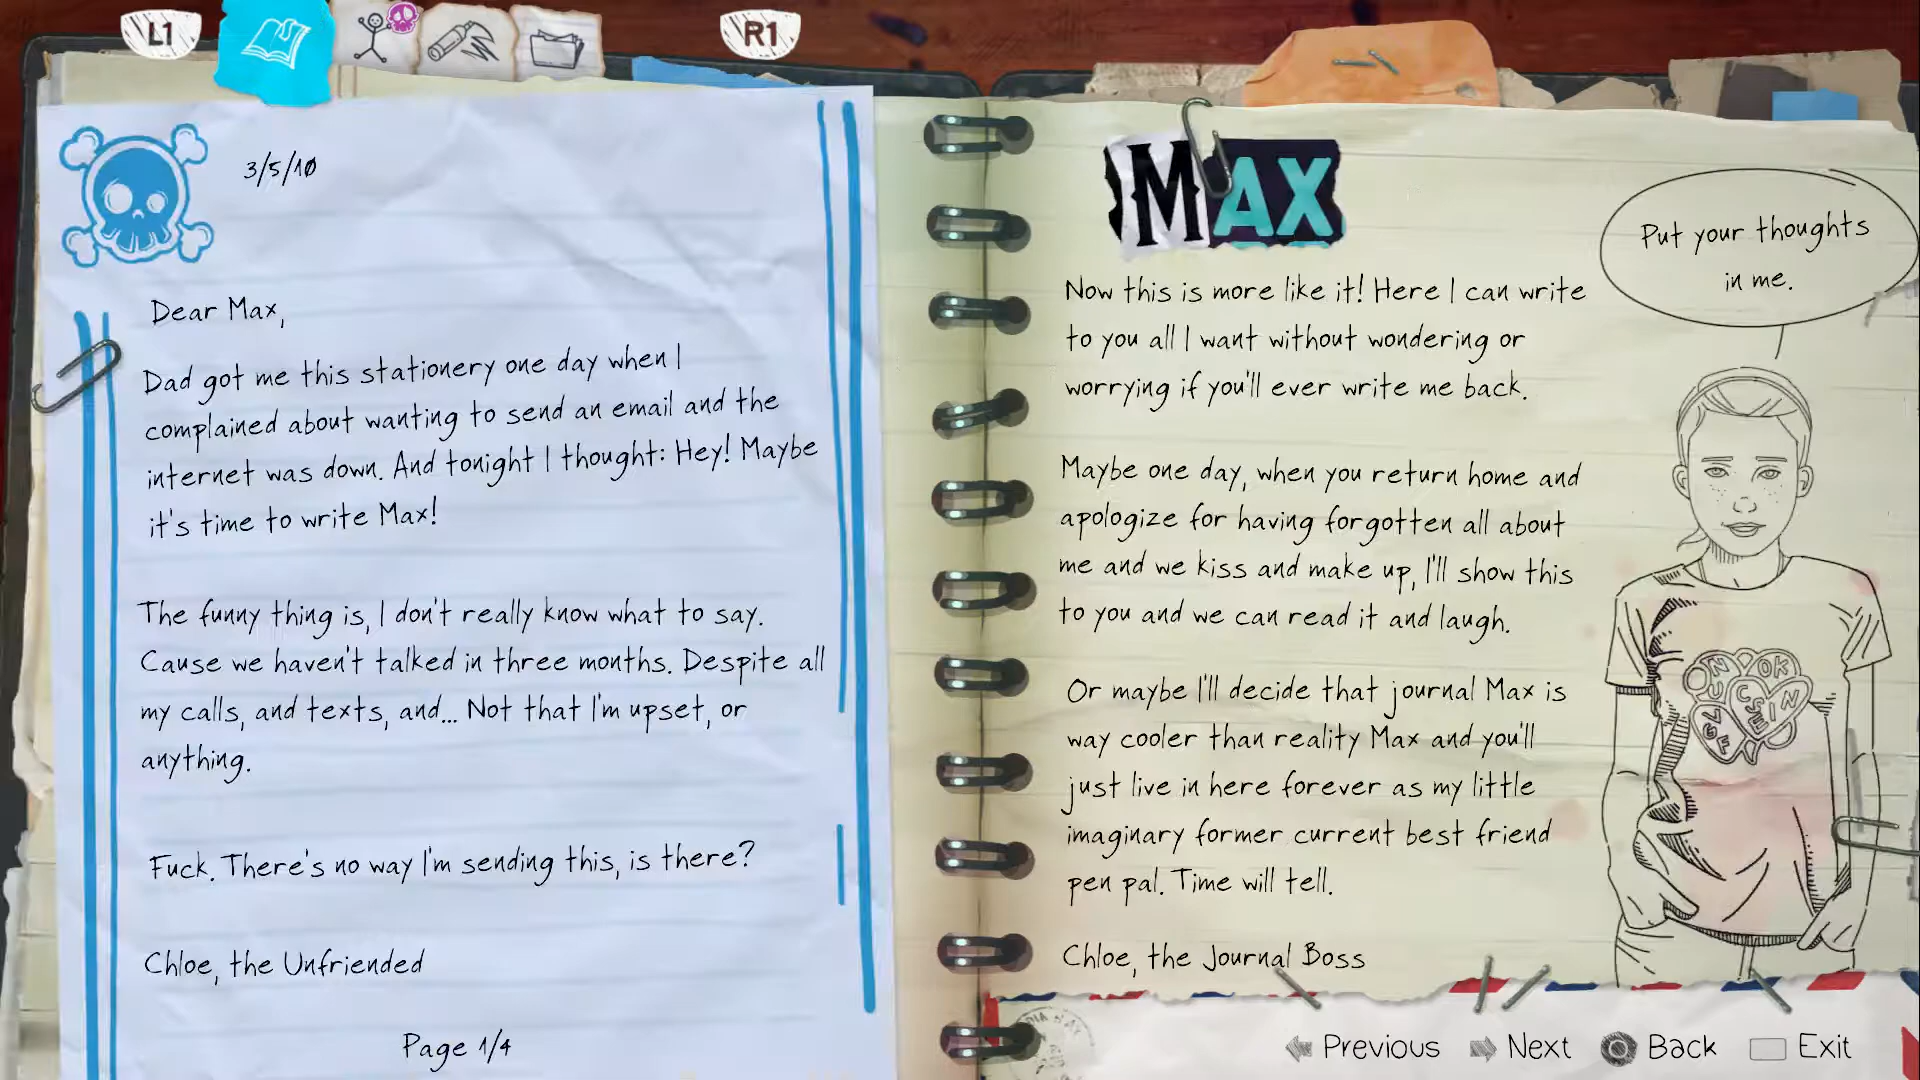 L1
R1
3/5/10
Dear Max,
Dad got me this stationery one day when I
complained about wanting to send an email and the
internet was down. And tonight I thought: Hey! Maybe
it's time to write Max!
The funny thing is, I don't really know what to say.
Cause we haven't talked in three months. Despite all
my calls, and texts, and... Not that I'm upset, or
anything.
Fuck. There's no way I'm sending this, is there?
Chloe, the Unfriended
Page 1/4
MAX
Now this is more like it! Here I can write
to you all I want without wondering or
worrying if you'll ever write me back.
Maybe one day, when you return home and
apologize for having forgotten all about
me and we kiss and make up, I'll show this
to you and we can read it and laugh.
Or maybe I'll decide that journal Max is
way cooler than reality Max and you'll
just live in here forever as my little
imaginary former current best friend
pen pal. Time will tell.
Chloe, the Journal Boss
Put your thoughts
in me.
Previous
Next
Back
Exit